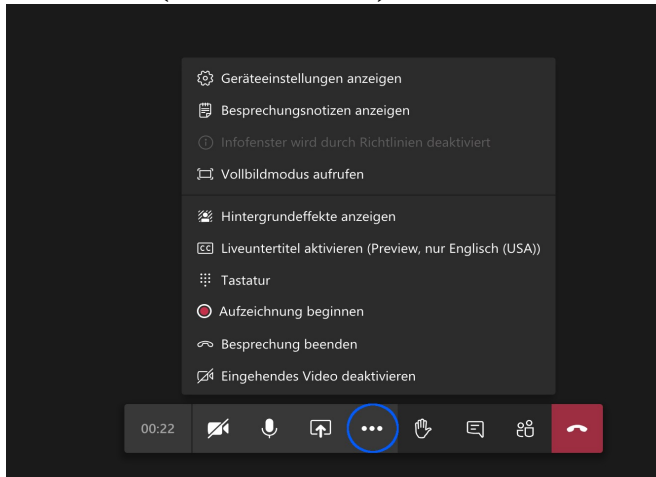 Geräteeinstellungen anzeigen
Besprechungsnotizen anzeigen
Infofenster wird durch Richtlinien deaktiviert
Vollbildmodus aufrufen
Hintergrundeffekte anzeigen
CC Liveuntertitel aktivieren (Preview, nur Englisch (USA))
Tastatur
Aufzeichnung beginnen
Besprechung beenden
Eingehendes Video deaktivieren
00:22